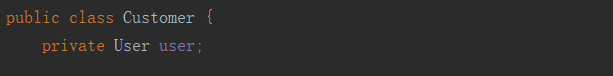 public class Customer {
    private User user;